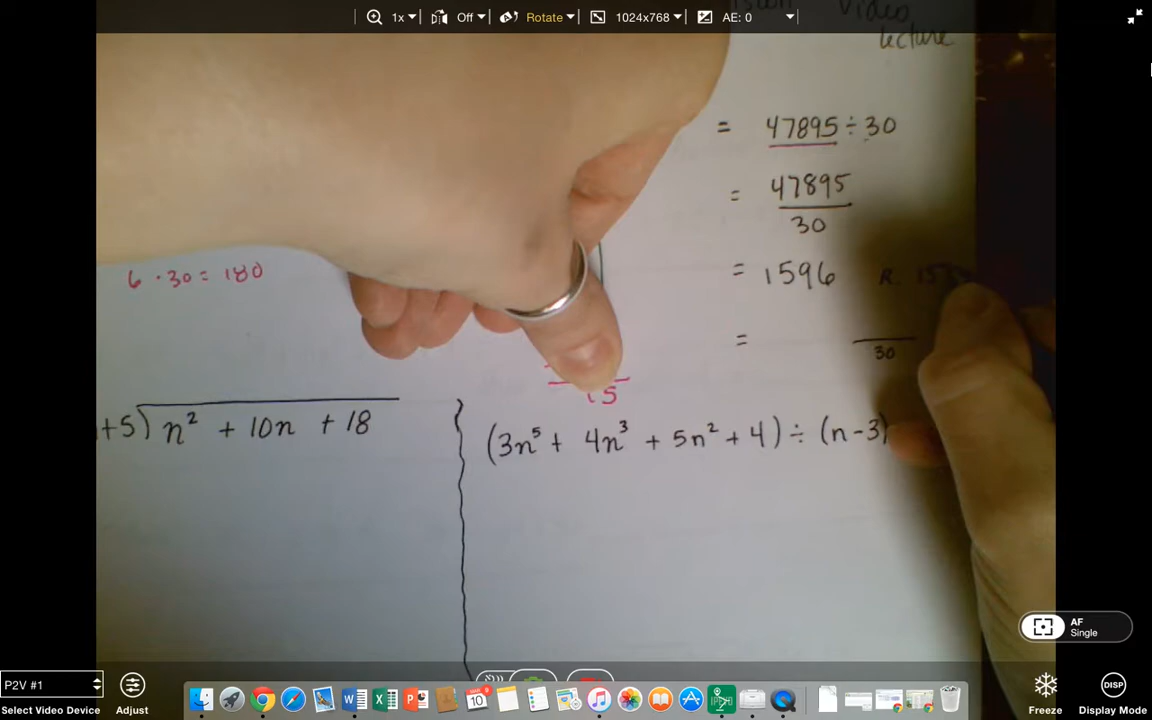 1x Off Rotate 1024x768 AE: 0
Video
lecture
= 47895 ÷ 30
= 47895
30
6 · 30 = 180
= 1596 R 15
=
30
15
+5) n² + 10n + 18
(3n⁵ + 4n³ + 5n² + 4) ÷ (n-3)
AF
Single
P2V #1
Select Video Device
Adjust
Freeze
DISP
Display Mode